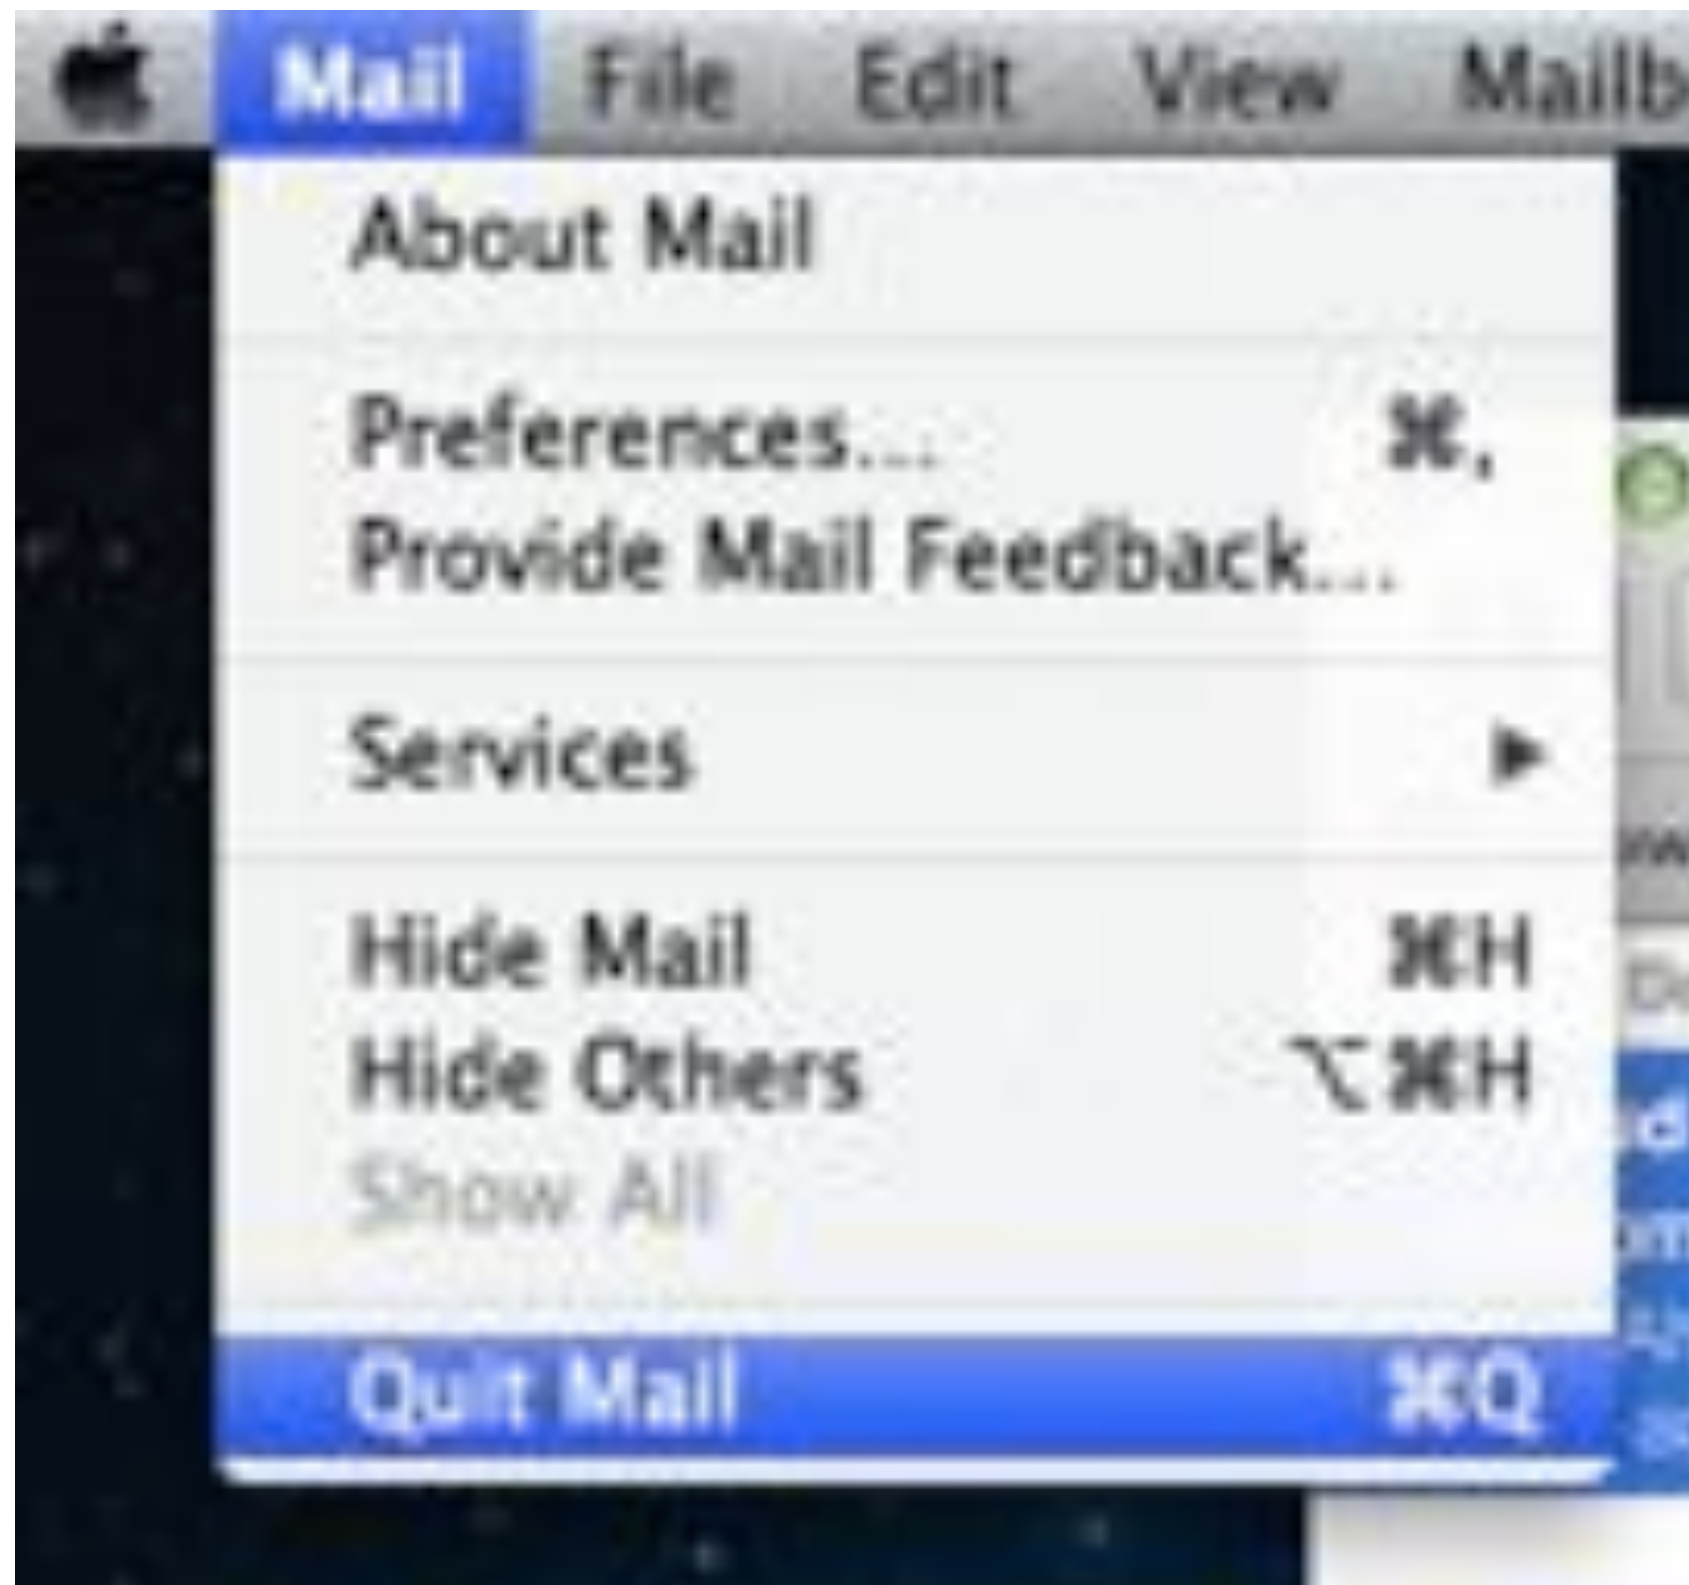 Mail File Edit View Mailb
About Mail
Preferences... ⌘,
Provide Mail Feedback...
Services ▶
Hide Mail ⌘H
Hide Others ⌥⌘H
Show All
Quit Mail ⌘Q